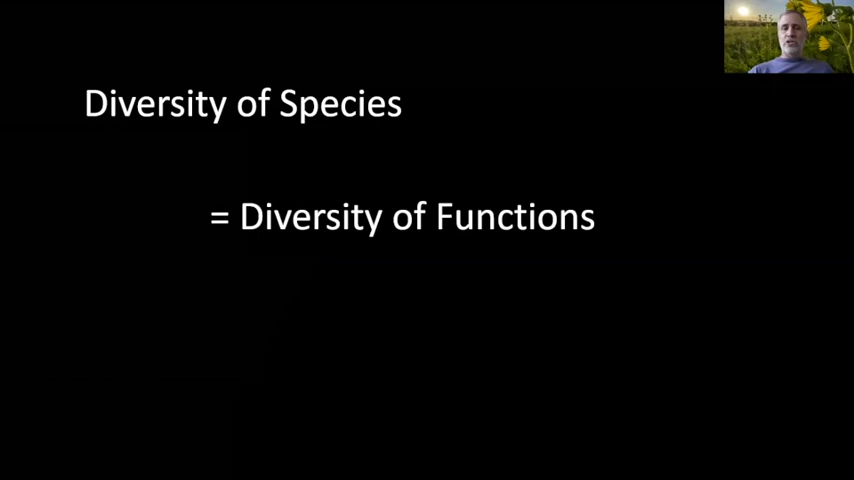 Diversity of Species
= Diversity of Functions